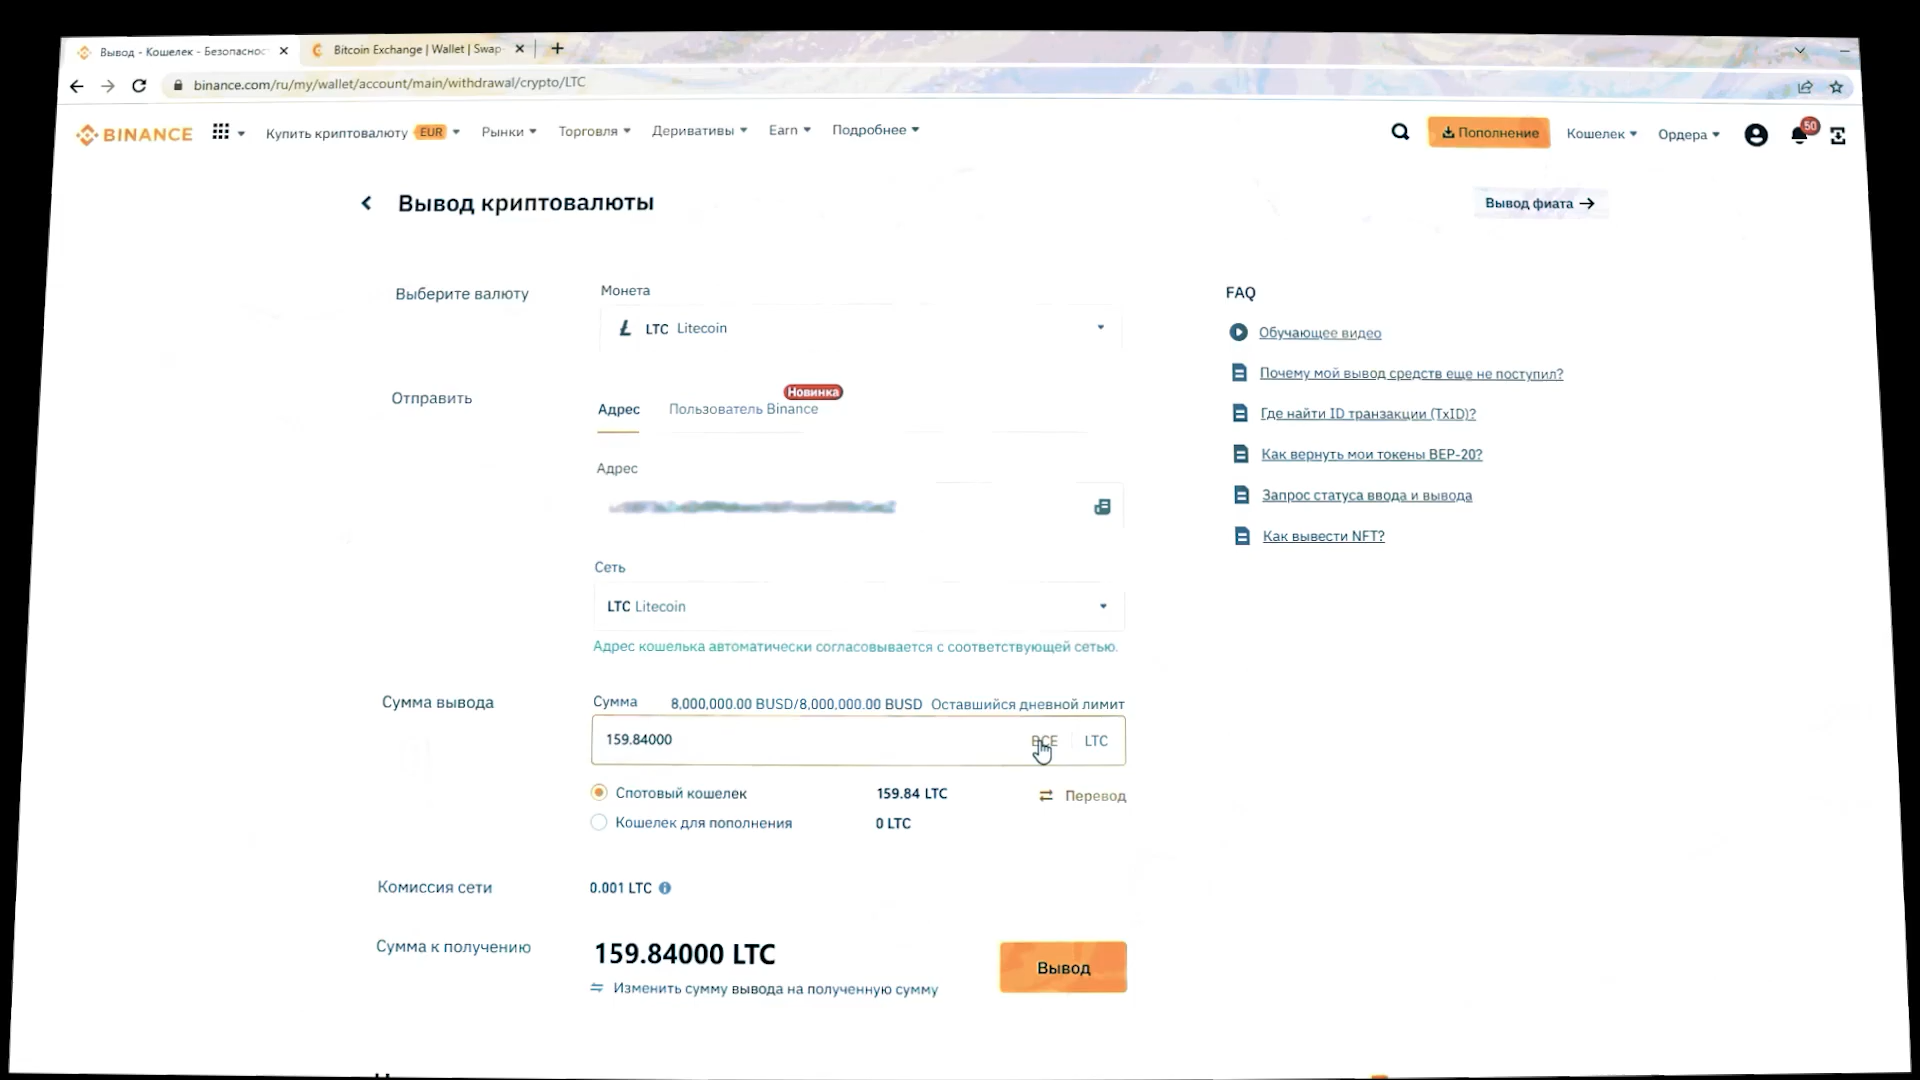 Вывод - Кошелек - Безопаснос
Bitcoin Exchange | Wallet | Swap
binance.com/ru/my/wallet/account/main/withdrawal/crypto/LTC
BINANCE
Купить криптовалюту EUR
Рынки
Торговля
Деривативы
Earn
Подробнее
Пополнение
Кошелек
Ордера
50
Вывод криптовалюты
Вывод фиата →
Выберите валюту
Монета
LTC Litecoin
Отправить
Новинка
Адрес
Пользователь Binance
Адрес
Сеть
LTC Litecoin
Адрес кошелька автоматически согласовывается с соответствующей сетью.
Сумма вывода
Сумма 8,000,000.00 BUSD/8,000,000.00 BUSD Оставшийся дневной лимит
159.84000 ВСЕ LTC
Спотовый кошелек 159.84 LTC Перевод
Кошелек для пополнения 0 LTC
Комиссия сети 0.001 LTC
Сумма к получению 159.84000 LTC
Изменить сумму вывода на полученную сумму
Вывод
FAQ
Обучающее видео
Почему мой вывод средств еще не поступил?
Где найти ID транзакции (TxID)?
Как вернуть мои токены BEP-20?
Запрос статуса ввода и вывода
Как вывести NFT?